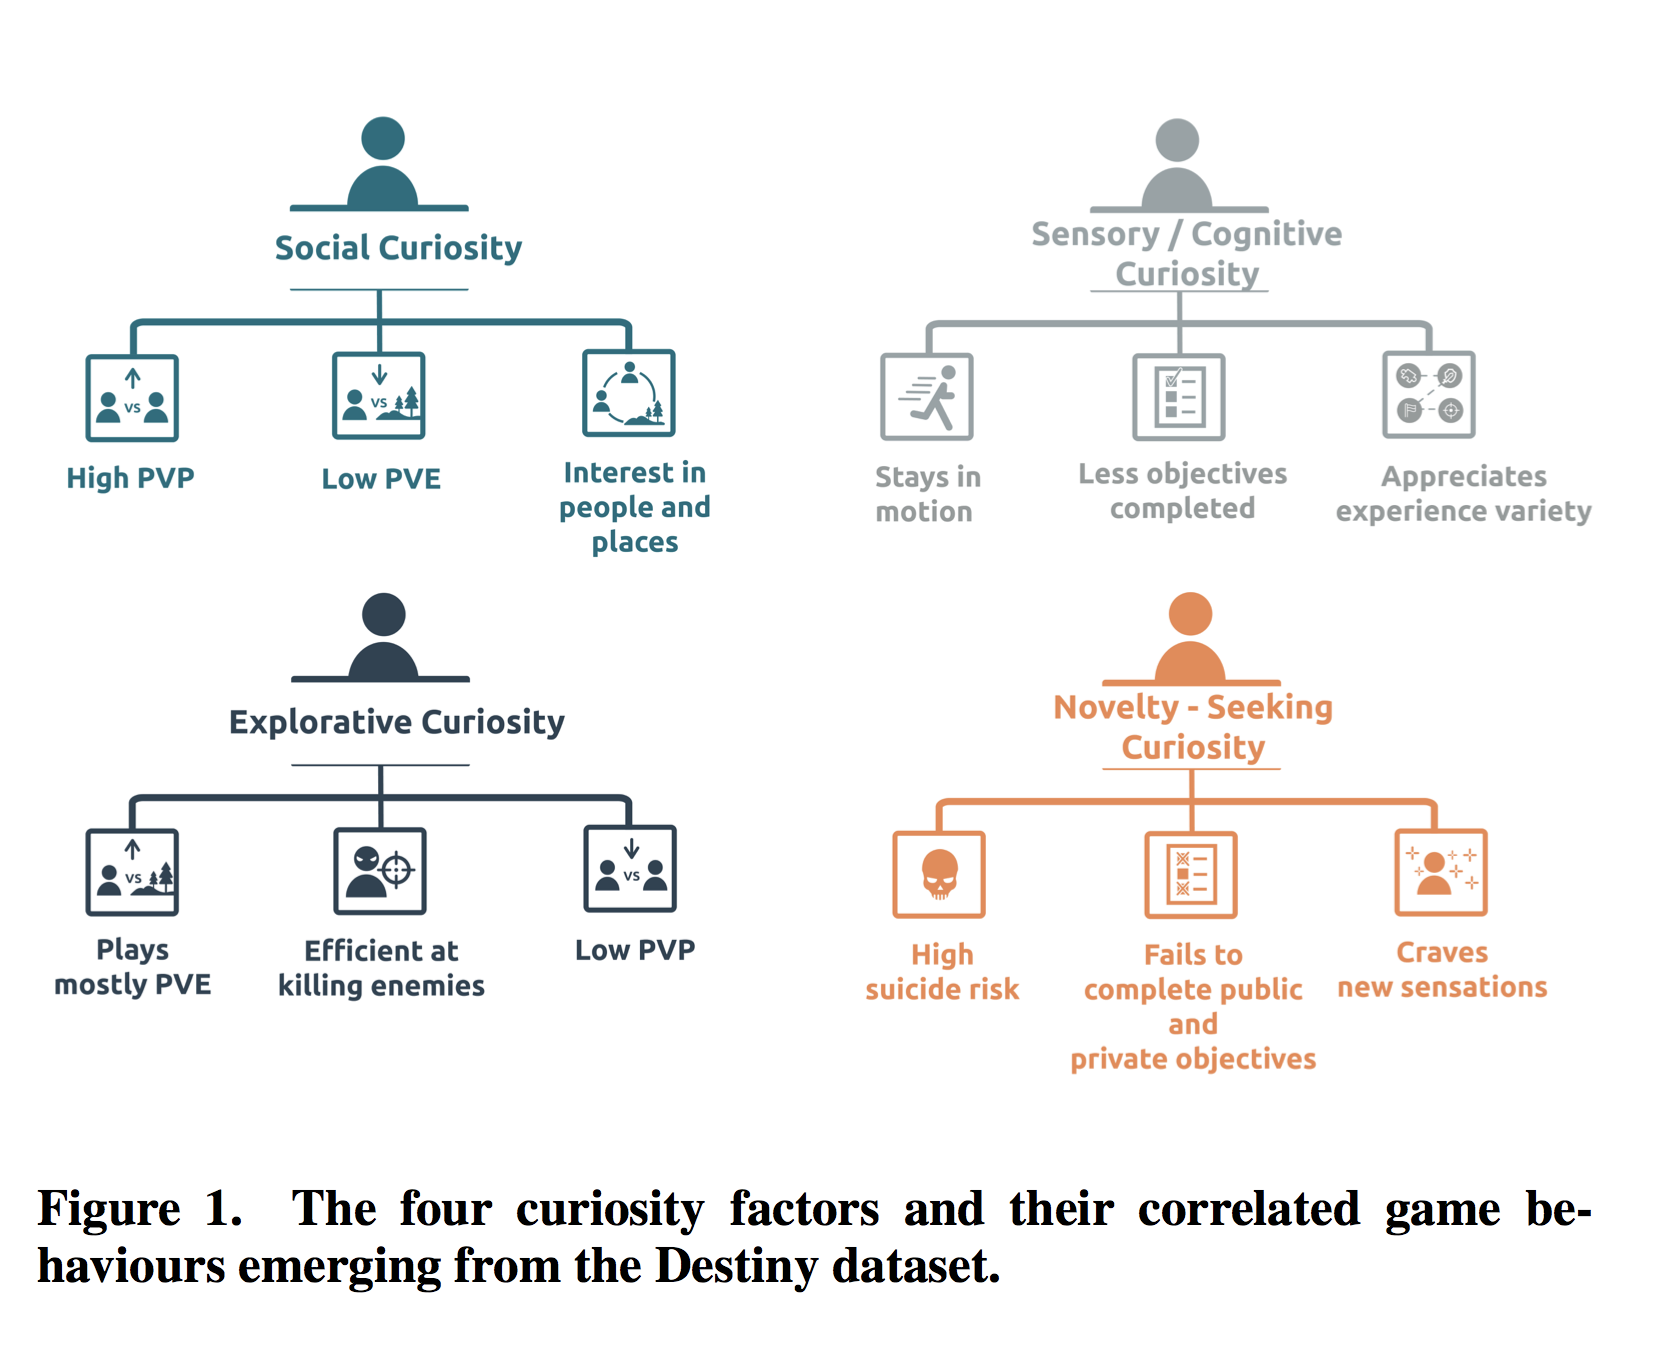 Social Curiosity
VS
High PVP
VS
Low PVE
Interest in
people and
places
Sensory / Cognitive
Curiosity
Stays in
motion
Less objectives
completed
Appreciates
experience variety
Explorative Curiosity
VS
Plays
mostly PVE
Efficient at
killing enemies
VS
Low PVP
Novelty - Seeking
Curiosity
High
suicide risk
Fails to
complete public
and
private objectives
Craves
new sensations
Figure 1. The four curiosity factors and their correlated game be-
haviours emerging from the Destiny dataset.